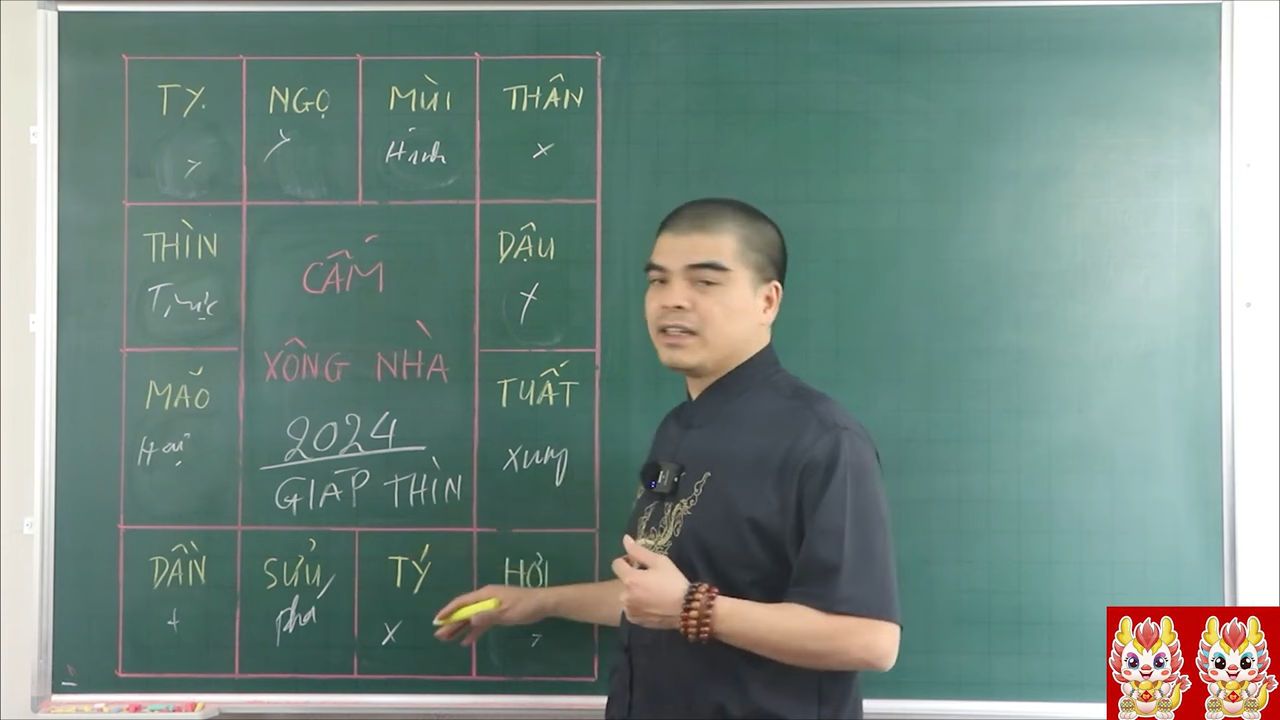 TỴ NGỌ MÙI THÂN
Hình x
THÌN DẬU
Trực
CẤM
XÔNG NHÀ
MÃO TUẤT
Hại xung
2024
GIÁP THÌN
DẦN SỬU TÝ HỢI
+ phá x